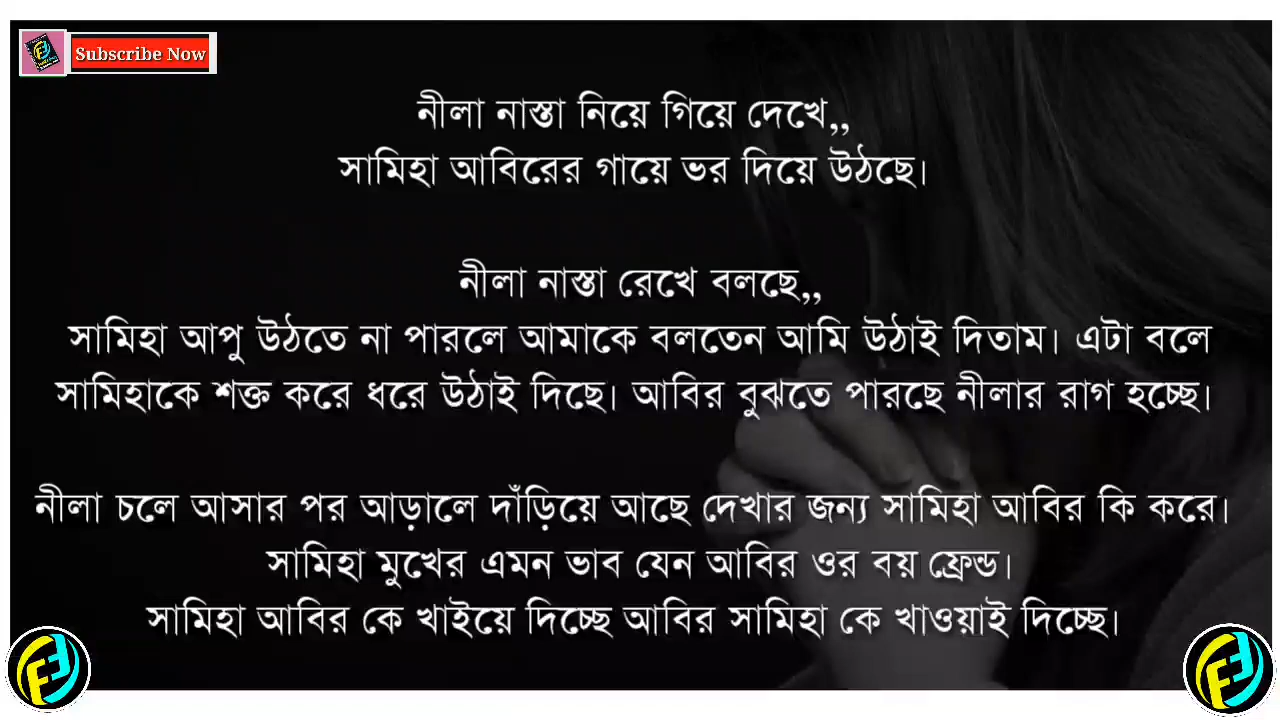 Subscribe Now
নীলা নাস্তা নিয়ে গিয়ে দেখে,,
সামিহা আবিরের গায়ে ভর দিয়ে উঠছে।
নীলা নাস্তা রেখে বলছে,,
সামিহা আপু উঠতে না পারলে আমাকে বলতেন আমি উঠাই দিতাম। এটা বলে
সামিহাকে শক্ত করে ধরে উঠাই দিছে। আবির বুঝতে পারছে নীলার রাগ হচ্ছে।
নীলা চলে আসার পর আড়ালে দাঁড়িয়ে আছে দেখার জন্য সামিহা আবির কি করে।
সামিহা মুখের এমন ভাব যেন আবির ওর বয় ফ্রেন্ড।
সামিহা আবির কে খাইয়ে দিচ্ছে আবির সামিহা কে খাওয়াই দিচ্ছে।